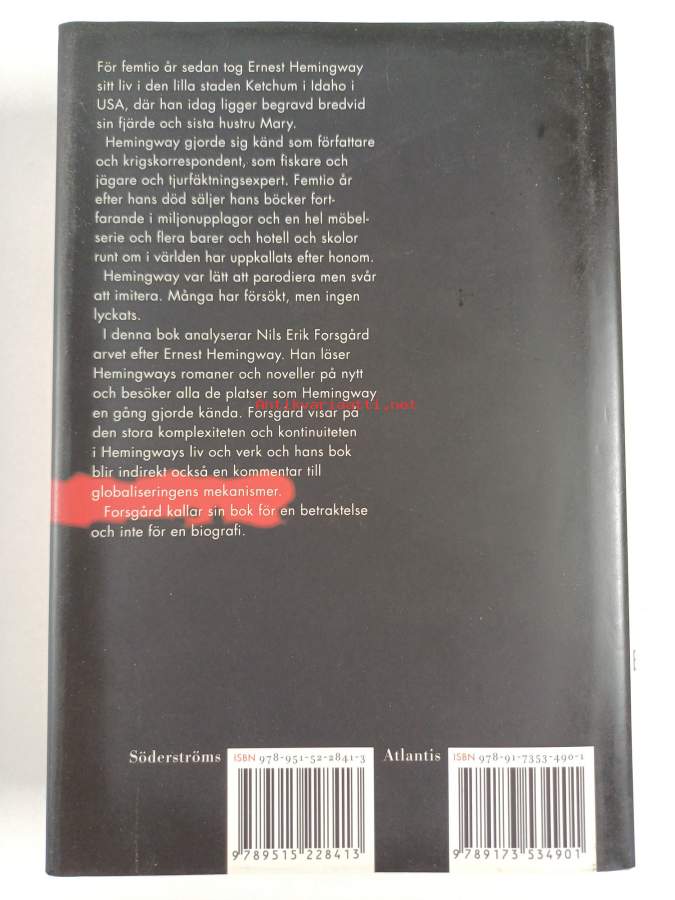 För femtio år sedan tog Ernest Hemingway
sitt liv i den lilla staden Ketchum i Idaho i
USA, där han idag ligger begravd bredvid
sin fjärde och sista hustru Mary.
Hemingway gjorde sig känd som författare
och krigskorrespondent, som fiskare och
jägare och tjurfäktningsexpert. Femtio år
efter hans död säljer hans böcker fort-
farande i miljonupplagor och en hel möbel-
serie och flera barer och hotell och skolor
runt om i världen har uppkallats efter honom.
Hemingway var lätt att parodiera men svår
att imitera. Många har försökt, men ingen
lyckats.
I denna bok analyserar Nils Erik Forsgård
arvet efter Ernest Hemingway. Han läser
Hemingways romaner och noveller på nytt
och besöker alla de platser som Hemingway
Antikvariaatti.net
en gång gjorde kända. Forsgård visar på
den stora komplexiteten och kontinuiteten
i Hemingways liv och verk och hans bok
blir indirekt också en kommentar till
globaliseringens mekanismer.
Forsgård kallar sin bok för en betraktelse
och inte för en biografi.
Söderströms
ISBN 978-951-52-2841-3
9 789515 228413
Atlantis
ISBN 978-91-7353-490-1
9 789173 534901